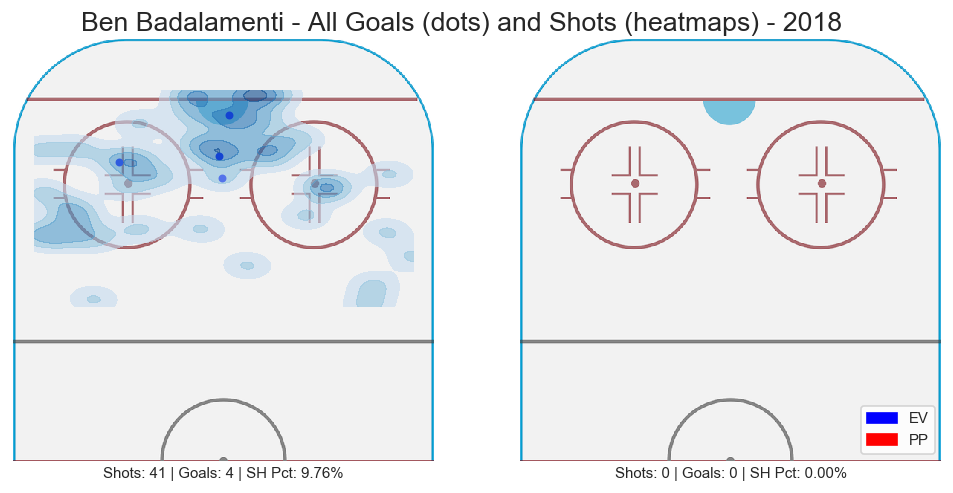 Ben Badalamenti - All Goals (dots) and Shots (heatmaps) - 2018
EV
PP
Shots: 41 | Goals: 4 | SH Pct: 9.76%
Shots: 0 | Goals: 0 | SH Pct: 0.00%